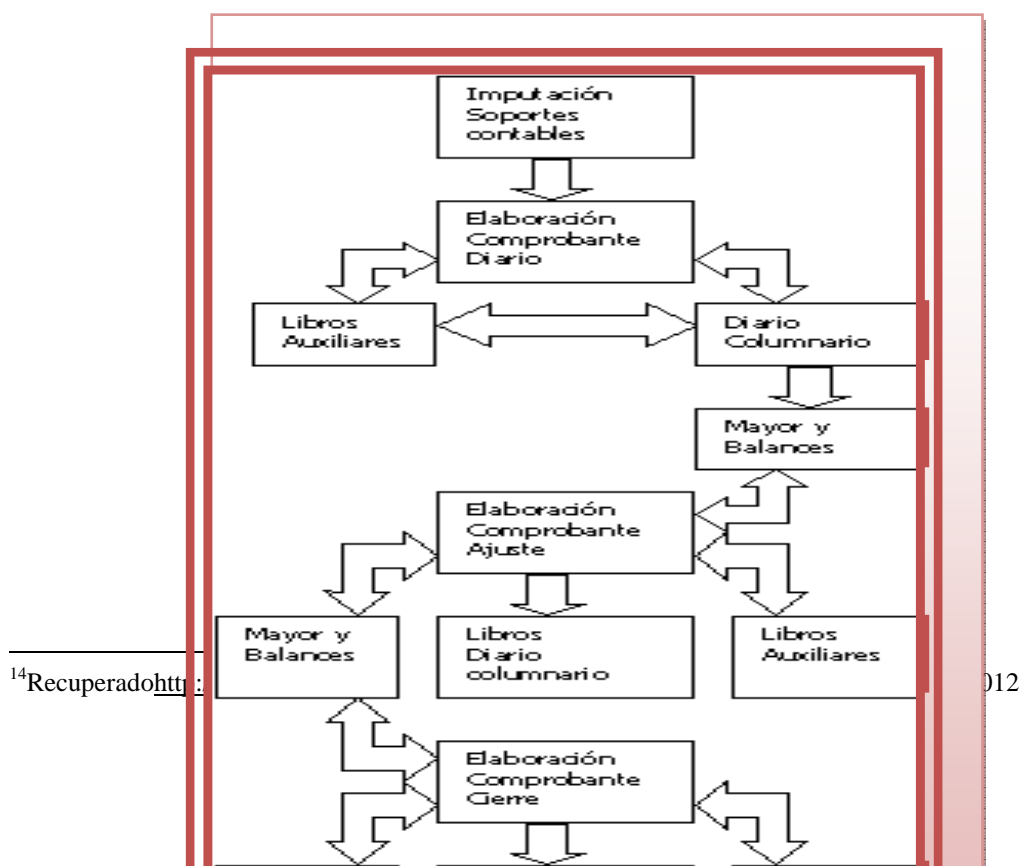 Imputación
Soportes
contables
Elaboración
Comprobante
Diario
Libros
Auxiliares
Diario
Columnario
Mayor y
Balances
Elaboración
Comprobante
Ajuste
Mayor y
Balances
Libros
Diario
columnario
Libros
Auxiliares
14Recuperadohttp:
012
Elaboración
Comprobante
Cierre